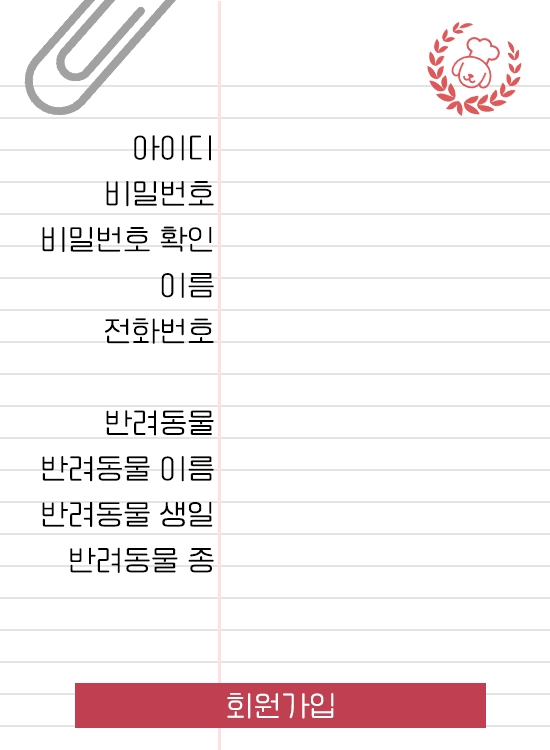 아이디
비밀번호
비밀번호 확인
이름
전화번호
반려동물
반려동물 이름
반려동물 생일
반려동물 종
회원가입